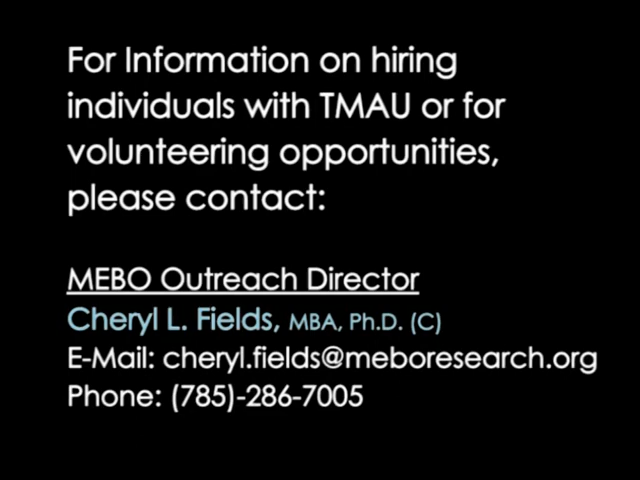 For Information on hiring
individuals with TMAU or for
volunteering opportunities,
please contact:
MEBO Outreach Director
Cheryl L. Fields, MBA, Ph.D. (C)
E-Mail: cheryl.fields@meboresearch.org
Phone: (785)-286-7005